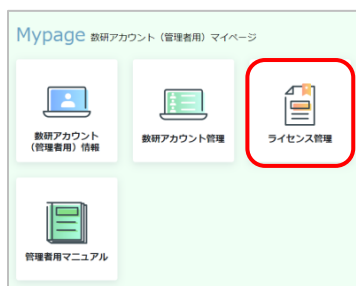 Mypage 数研アカウント（管理者用）マイページ
数研アカウント
（管理者用）情報
数研アカウント管理
ライセンス管理
管理者用マニュアル